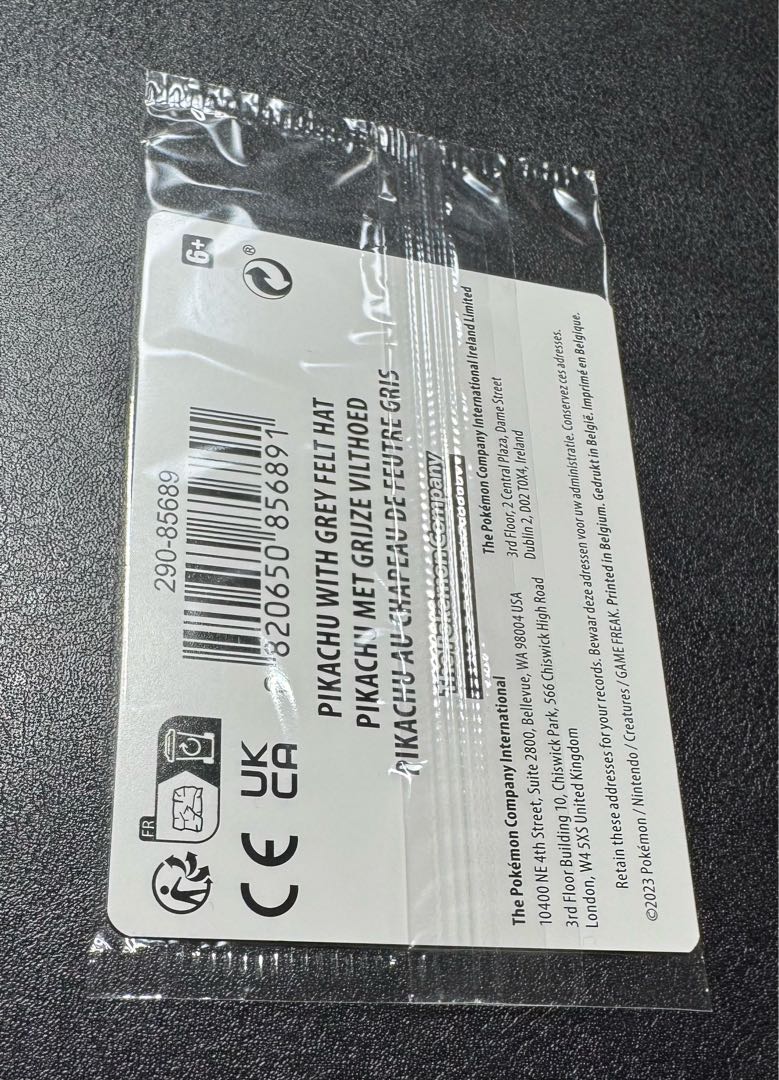 6+
®
290-85689
820650 856891
FR
CE
UK
CA
PIKACHU WITH GREY FELT HAT
PIKACHU MET GRIJZE VILTHOED
PIKACHU AU CHAPEAU DE FEUTRE GRIS
The Pokémon Company International
10400 NE 4th Street, Suite 2800, Bellevue, WA 98004 USA
3rd Floor Building 10, Chiswick Park, 566 Chiswick High Road
London, W4 5XS United Kingdom
The Pokémon Company International Ireland Limited
3rd Floor, 2 Central Plaza, Dame Street
Dublin 2, D02 T0X4, Ireland
Retain these addresses for your records. Bewaar deze adressen voor uw administratie. Conservez ces adresses.
©2023 Pokémon / Nintendo / Creatures / GAME FREAK. Printed in Belgium. Gedrukt in België. Imprimé en Belgique.